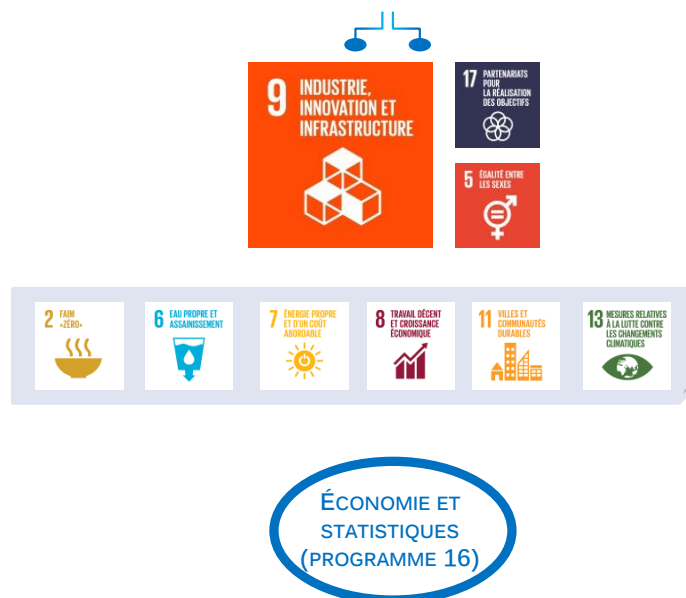 9 INDUSTRIE,
INNOVATION ET
INFRASTRUCTURE
17 PARTENARIATS
POUR
LA RÉALISATION
DES OBJECTIFS
5 ÉGALITÉ ENTRE
LES SEXES
2 FAIM
«ZÉRO»
6 EAU PROPRE ET
ASSAINISSEMENT
7 ÉNERGIE PROPRE
ET D'UN COÛT
ABORDABLE
8 TRAVAIL DÉCENT
ET CROISSANCE
ÉCONOMIQUE
11 VILLES ET
COMMUNAUTÉS
DURABLES
13 MESURES RELATIVES
À LA LUTTE CONTRE
LES CHANGEMENTS
CLIMATIQUES
ÉCONOMIE ET
STATISTIQUES
(PROGRAMME 16)